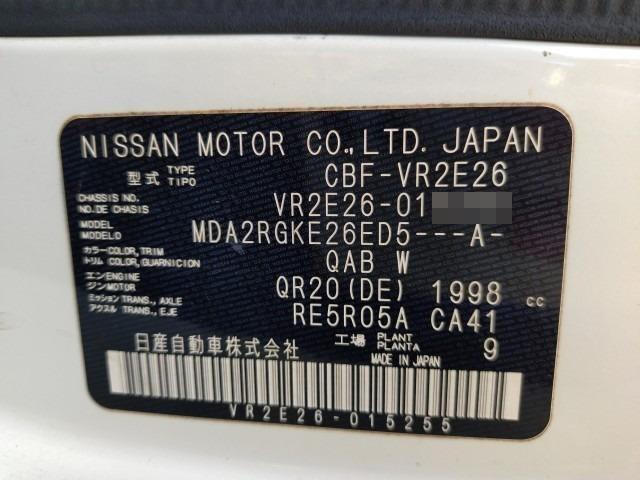 NISSAN MOTOR CO.,LTD. JAPAN
型式 TYPE TIPO CBF-VR2E26
CHASSIS NO. NO.DE CHASSIS VR2E26-01
MODEL MODELO MDA2RGKE26ED5---A-
カラー COLOR, TRIM トリム COLOR, GUARNICION QAB W
エンジン ENGINE MOTOR QR20(DE) 1998 cc
ミッション TRANS., AXLE アクスル TRANS., EJE RE5R05A CA41
日産自動車株式会社 工場 PLANT PLANTA 9
MADE IN JAPAN
VR2E26-015255